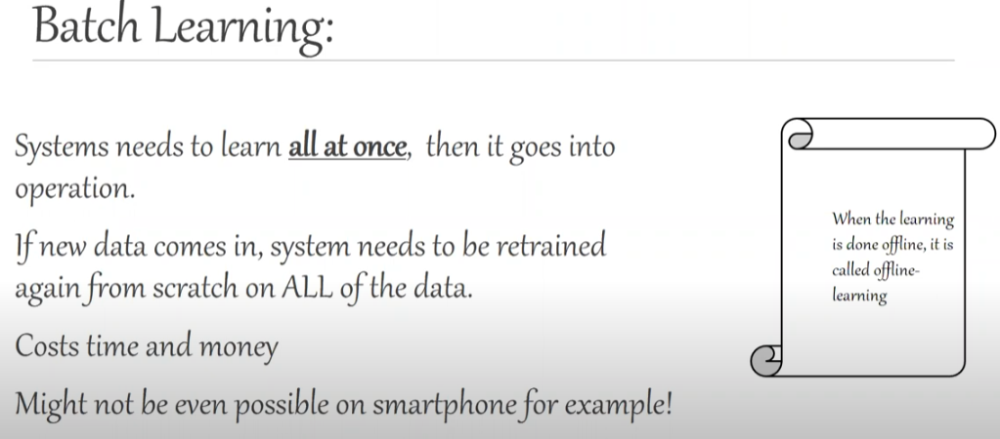 Batch Learning:
Systems needs to learn all at once, then it goes into
operation.
If new data comes in, system needs to be retrained
again from scratch on ALL of the data.
Costs time and money
Might not be even possible on smartphone for example!
When the learning
is done offline, it is
called offline-
learning